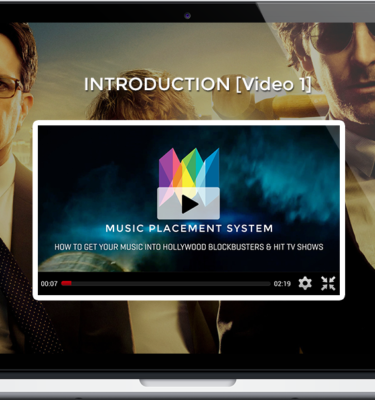 INTRODUCTION [Video 1]
MUSIC PLACEMENT SYSTEM
HOW TO GET YOUR MUSIC INTO HOLLYWOOD BLOCKBUSTERS & HIT TV SHOWS
00:07
02:19